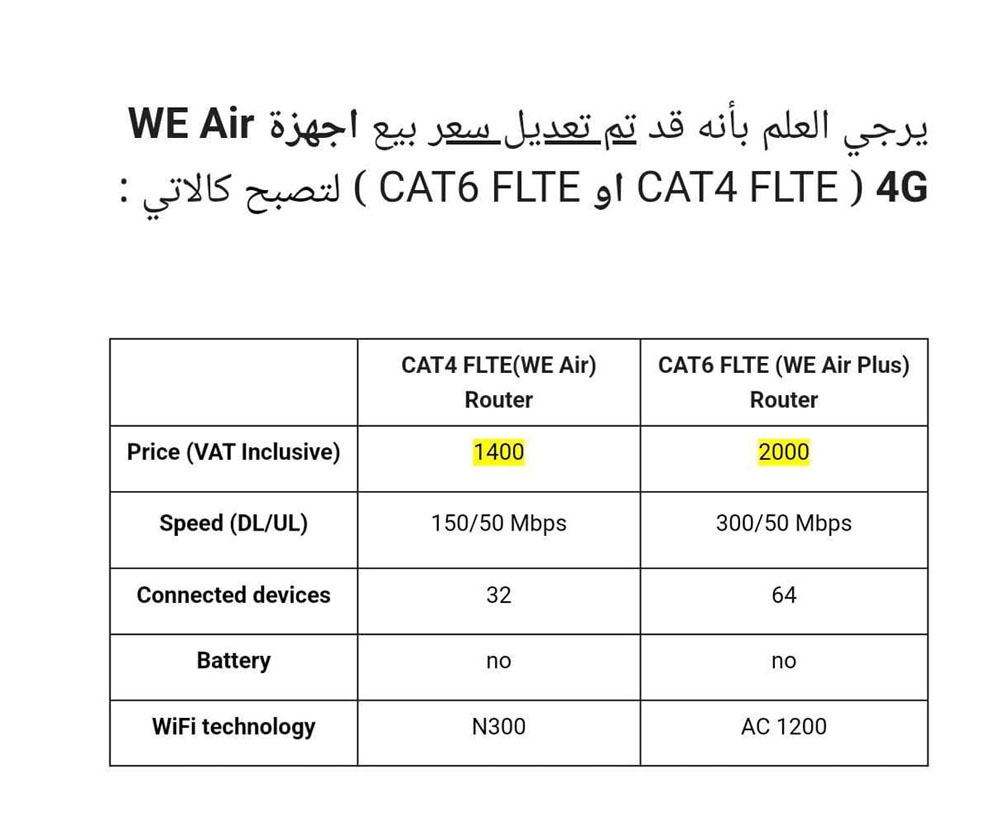 يرجي العلم بأنه قد تم تعديل سعر بيع اجهزة WE Air
4G ( CAT4 FLTE او CAT6 FLTE ) لتصبح كالاتي :
CAT4 FLTE(WE Air) Router
CAT6 FLTE (WE Air Plus) Router
Price (VAT Inclusive) 1400 2000
Speed (DL/UL) 150/50 Mbps 300/50 Mbps
Connected devices 32 64
Battery no no
WiFi technology N300 AC 1200